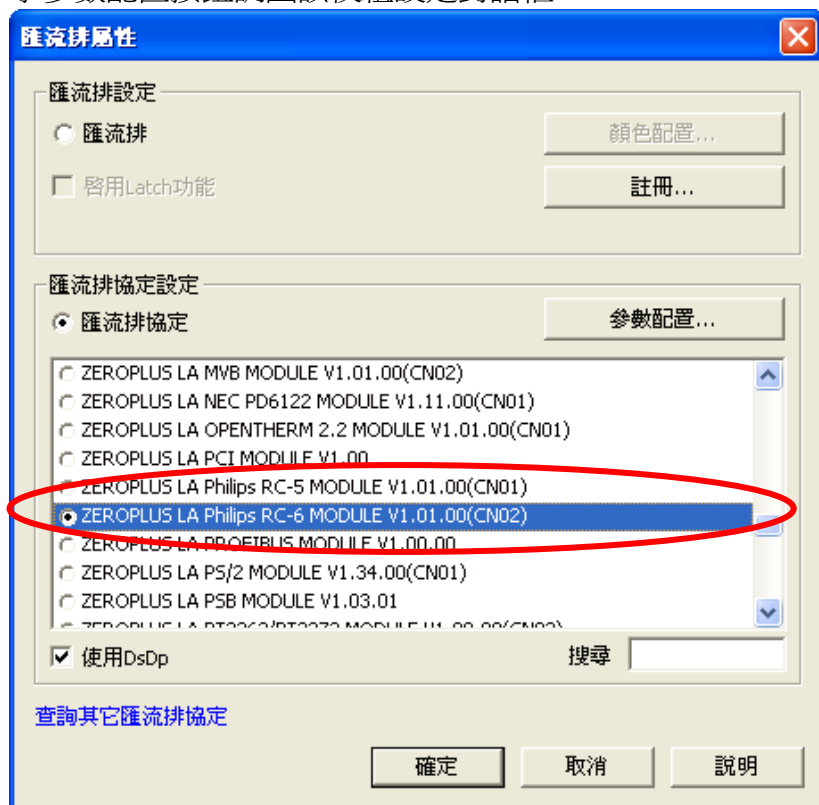 匯流排屬性
匯流排設定
匯流排
顏色配置...
啓用Latch功能
註冊...
匯流排協定設定
匯流排協定
參數配置...
ZEROPLUS LA MVB MODULE V1.01.00(CN02)
ZEROPLUS LA NEC PD6122 MODULE V1.11.00(CN01)
ZEROPLUS LA OPENTHERM 2.2 MODULE V1.01.00(CN01)
ZEROPLUS LA PCI MODULE V1.00
ZEROPLUS LA Philips RC-5 MODULE V1.01.00(CN01)
ZEROPLUS LA Philips RC-6 MODULE V1.01.00(CN02)
ZEROPLUS LA PROFIBUS MODULE V1.00.00
ZEROPLUS LA PS/2 MODULE V1.34.00(CN01)
ZEROPLUS LA PSB MODULE V1.03.01
使用DsDp
搜尋
查詢其它匯流排協定
確定
取消
說明